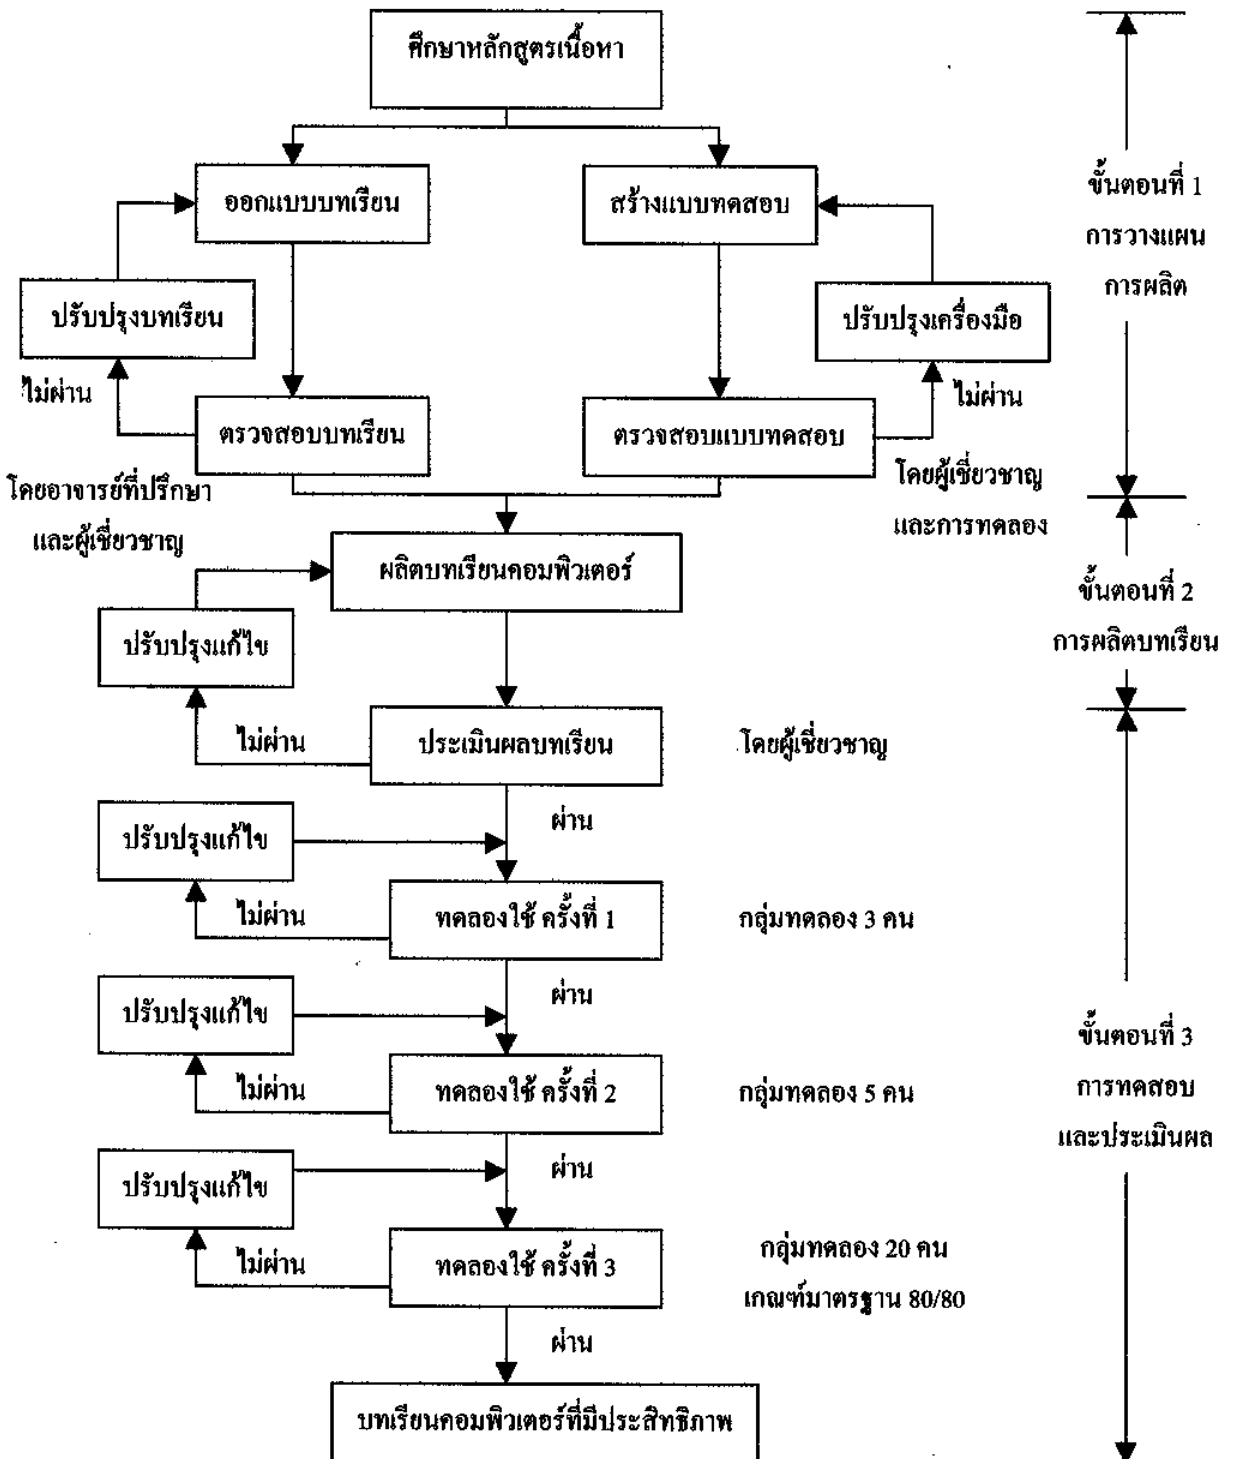 ศึกษาหลักสูตรเนื้อหา
ออกแบบบทเรียน
สร้างแบบทดสอบ
ขั้นตอนที่ 1
การวางแผน
การผลิต
ปรับปรุงบทเรียน
ปรับปรุงเครื่องมือ
ไม่ผ่าน
ไม่ผ่าน
ตรวจสอบบทเรียน
ตรวจสอบแบบทดสอบ
โดยอาจารย์ที่ปรึกษา
และผู้เชี่ยวชาญ
โดยผู้เชี่ยวชาญ
และการทดลอง
ผลิตบทเรียนคอมพิวเตอร์
ขั้นตอนที่ 2
การผลิตบทเรียน
ปรับปรุงแก้ไข
ไม่ผ่าน
ประเมินผลบทเรียน
โดยผู้เชี่ยวชาญ
ผ่าน
ปรับปรุงแก้ไข
ไม่ผ่าน
ทดลองใช้ ครั้งที่ 1
กลุ่มทดลอง 3 คน
ผ่าน
ปรับปรุงแก้ไข
ไม่ผ่าน
ทดลองใช้ ครั้งที่ 2
กลุ่มทดลอง 5 คน
ขั้นตอนที่ 3
การทดสอบ
และประเมินผล
ผ่าน
ปรับปรุงแก้ไข
ไม่ผ่าน
ทดลองใช้ ครั้งที่ 3
กลุ่มทดลอง 20 คน
เกณฑ์มาตรฐาน 80/80
ผ่าน
บทเรียนคอมพิวเตอร์ที่มีประสิทธิภาพ